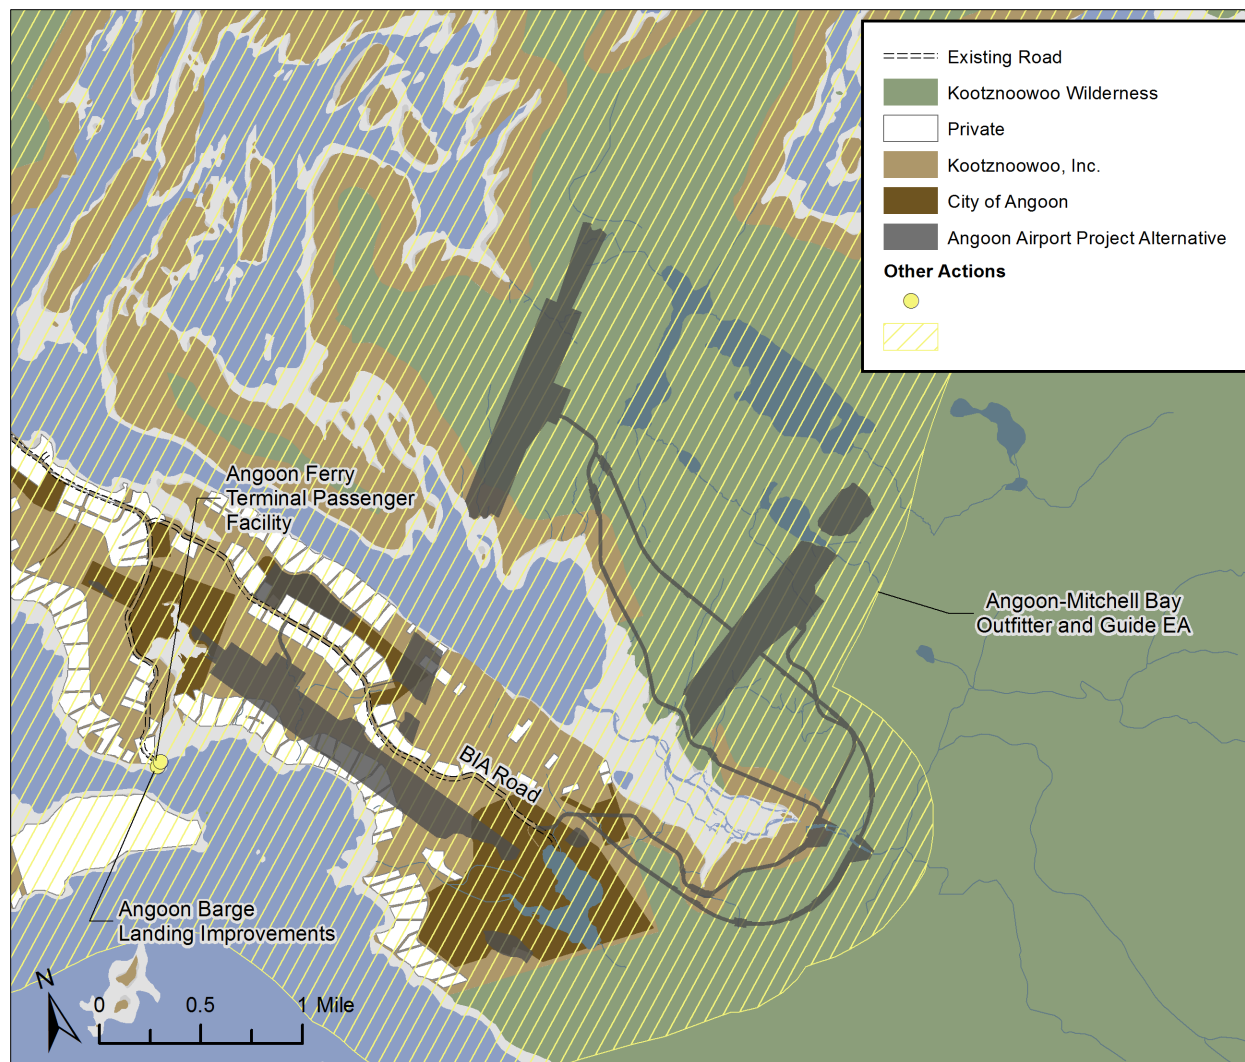 Existing Road
Kootznoowoo Wilderness
Private
Kootznoowoo, Inc.
City of Angoon
Angoon Airport Project Alternative
Other Actions
Angoon Ferry
Terminal Passenger
Facility
Angoon-Mitchell Bay
Outfitter and Guide EA
BIA Road
Angoon Barge
Landing Improvements
N
0 0.5 1 Mile